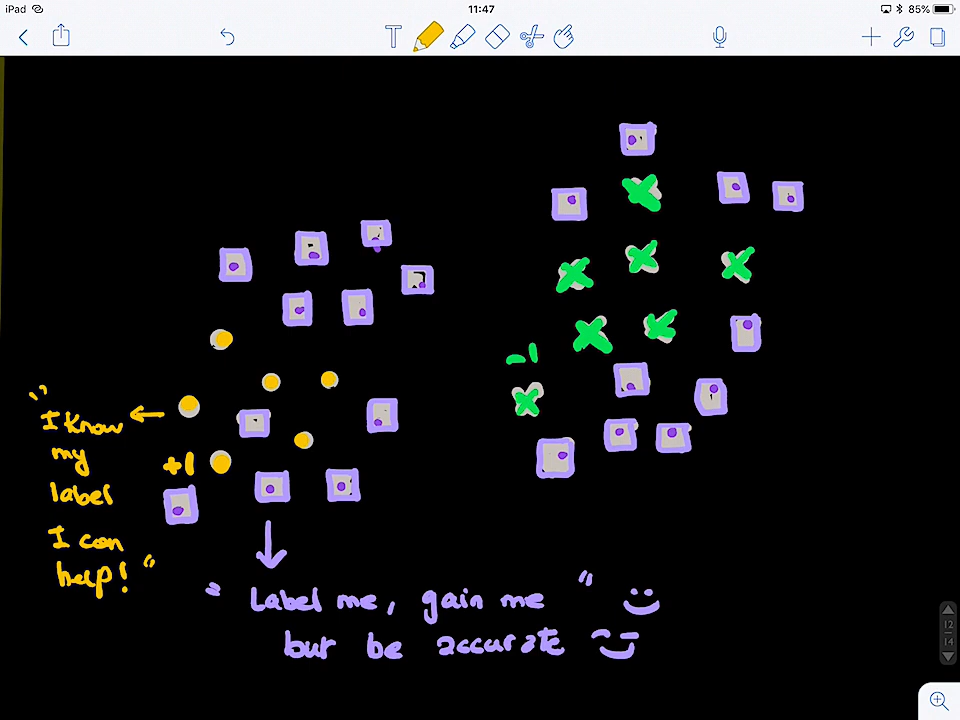 iPad
11:47
85%
T
-1
"I know
my
label
I can
help!"
+1
" Label me, gain me "
but be accurate
12
14